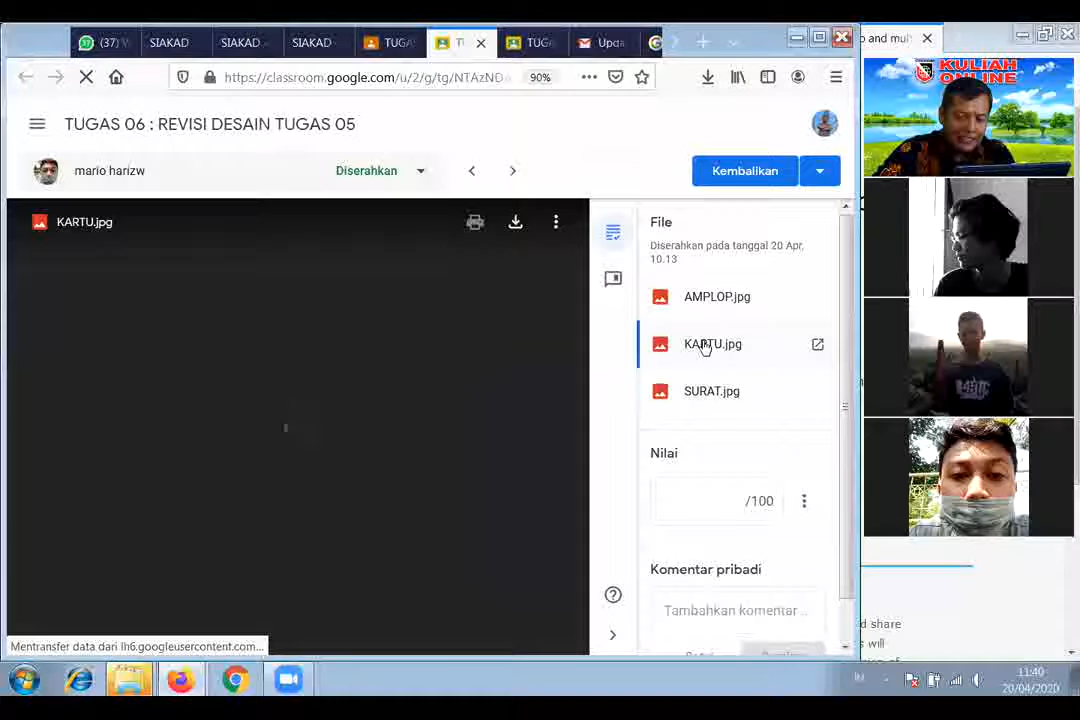 (37)
SIAKAD
SIAKAD
SIAKAD
TUGA
TUGA
Upda
https://classroom.google.com/u/2/g/tg/NTAzND
90%
TUGAS 06 : REVISI DESAIN TUGAS 05
mario harizw
Diserahkan
Kembalikan
KARTU.jpg
File
Diserahkan pada tanggal 20 Apr,
10.13
AMPLOP.jpg
KARTU.jpg
SURAT.jpg
Nilai
/100
Komentar pribadi
Tambahkan komentar ...
Mentransfer data dari lh6.googleusercontent.com...
11:40
20/04/2020
KULIAH
ONLINE
d share
will